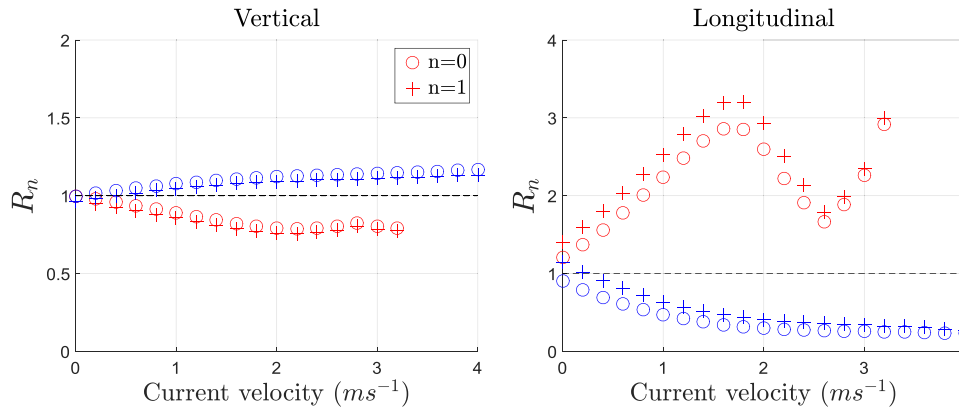 Vertical
Longitudinal
2
1.5
1
0.5
0
R_n
n=0
n=1
0
1
2
3
4
Current velocity (ms⁻¹)
4
3
2
1
0
R_n
0
1
2
3
Current velocity (ms⁻¹)